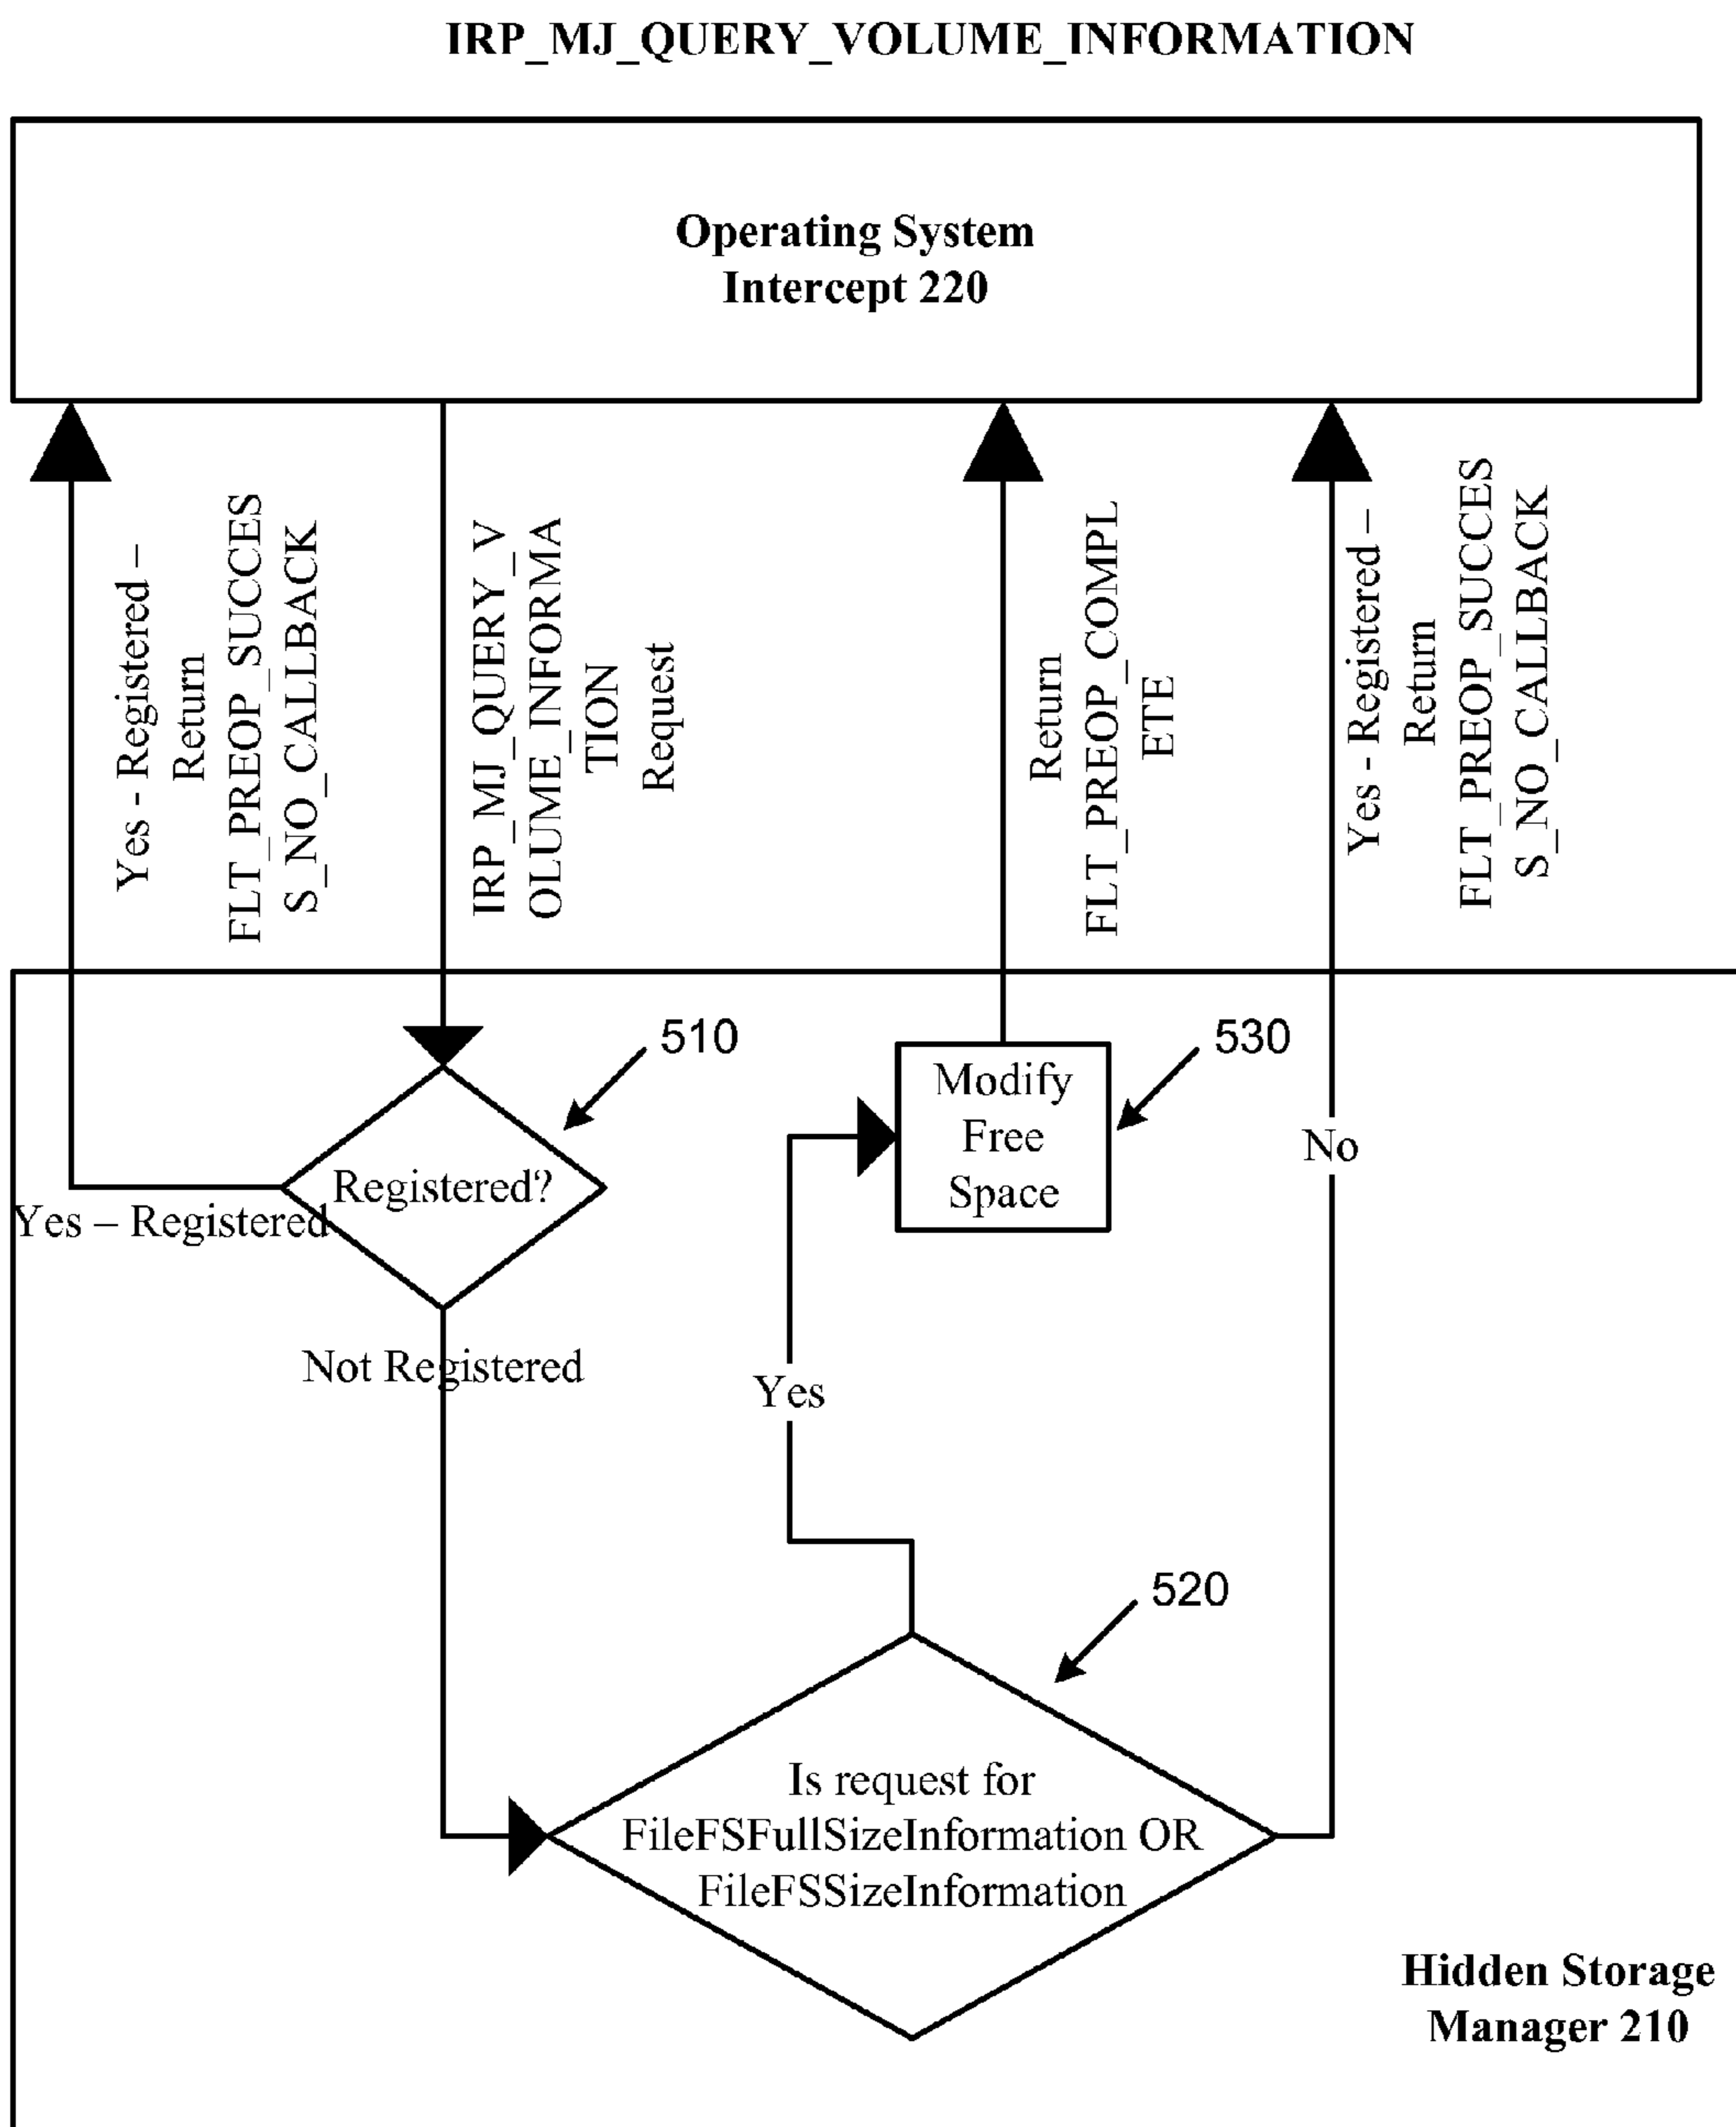 IRP_MJ_QUERY_VOLUME_INFORMATION
Operating System
Intercept 220
Yes - Registered –
Return
FLT_PREOP_SUCCES
S_NO_CALLBACK
IRP_MJ_QUERY_V
OLUME_INFORMA
TION
Request
Return
FLT_PREOP_COMPL
ETE
Yes - Registered –
Return
FLT_PREOP_SUCCES
S_NO_CALLBACK
510
530
Modify
Free
Space
No
Registered?
Yes – Registered
Not Registered
Yes
520
Is request for
FileFSFullSizeInformation OR
FileFSSizeInformation
Hidden Storage
Manager 210